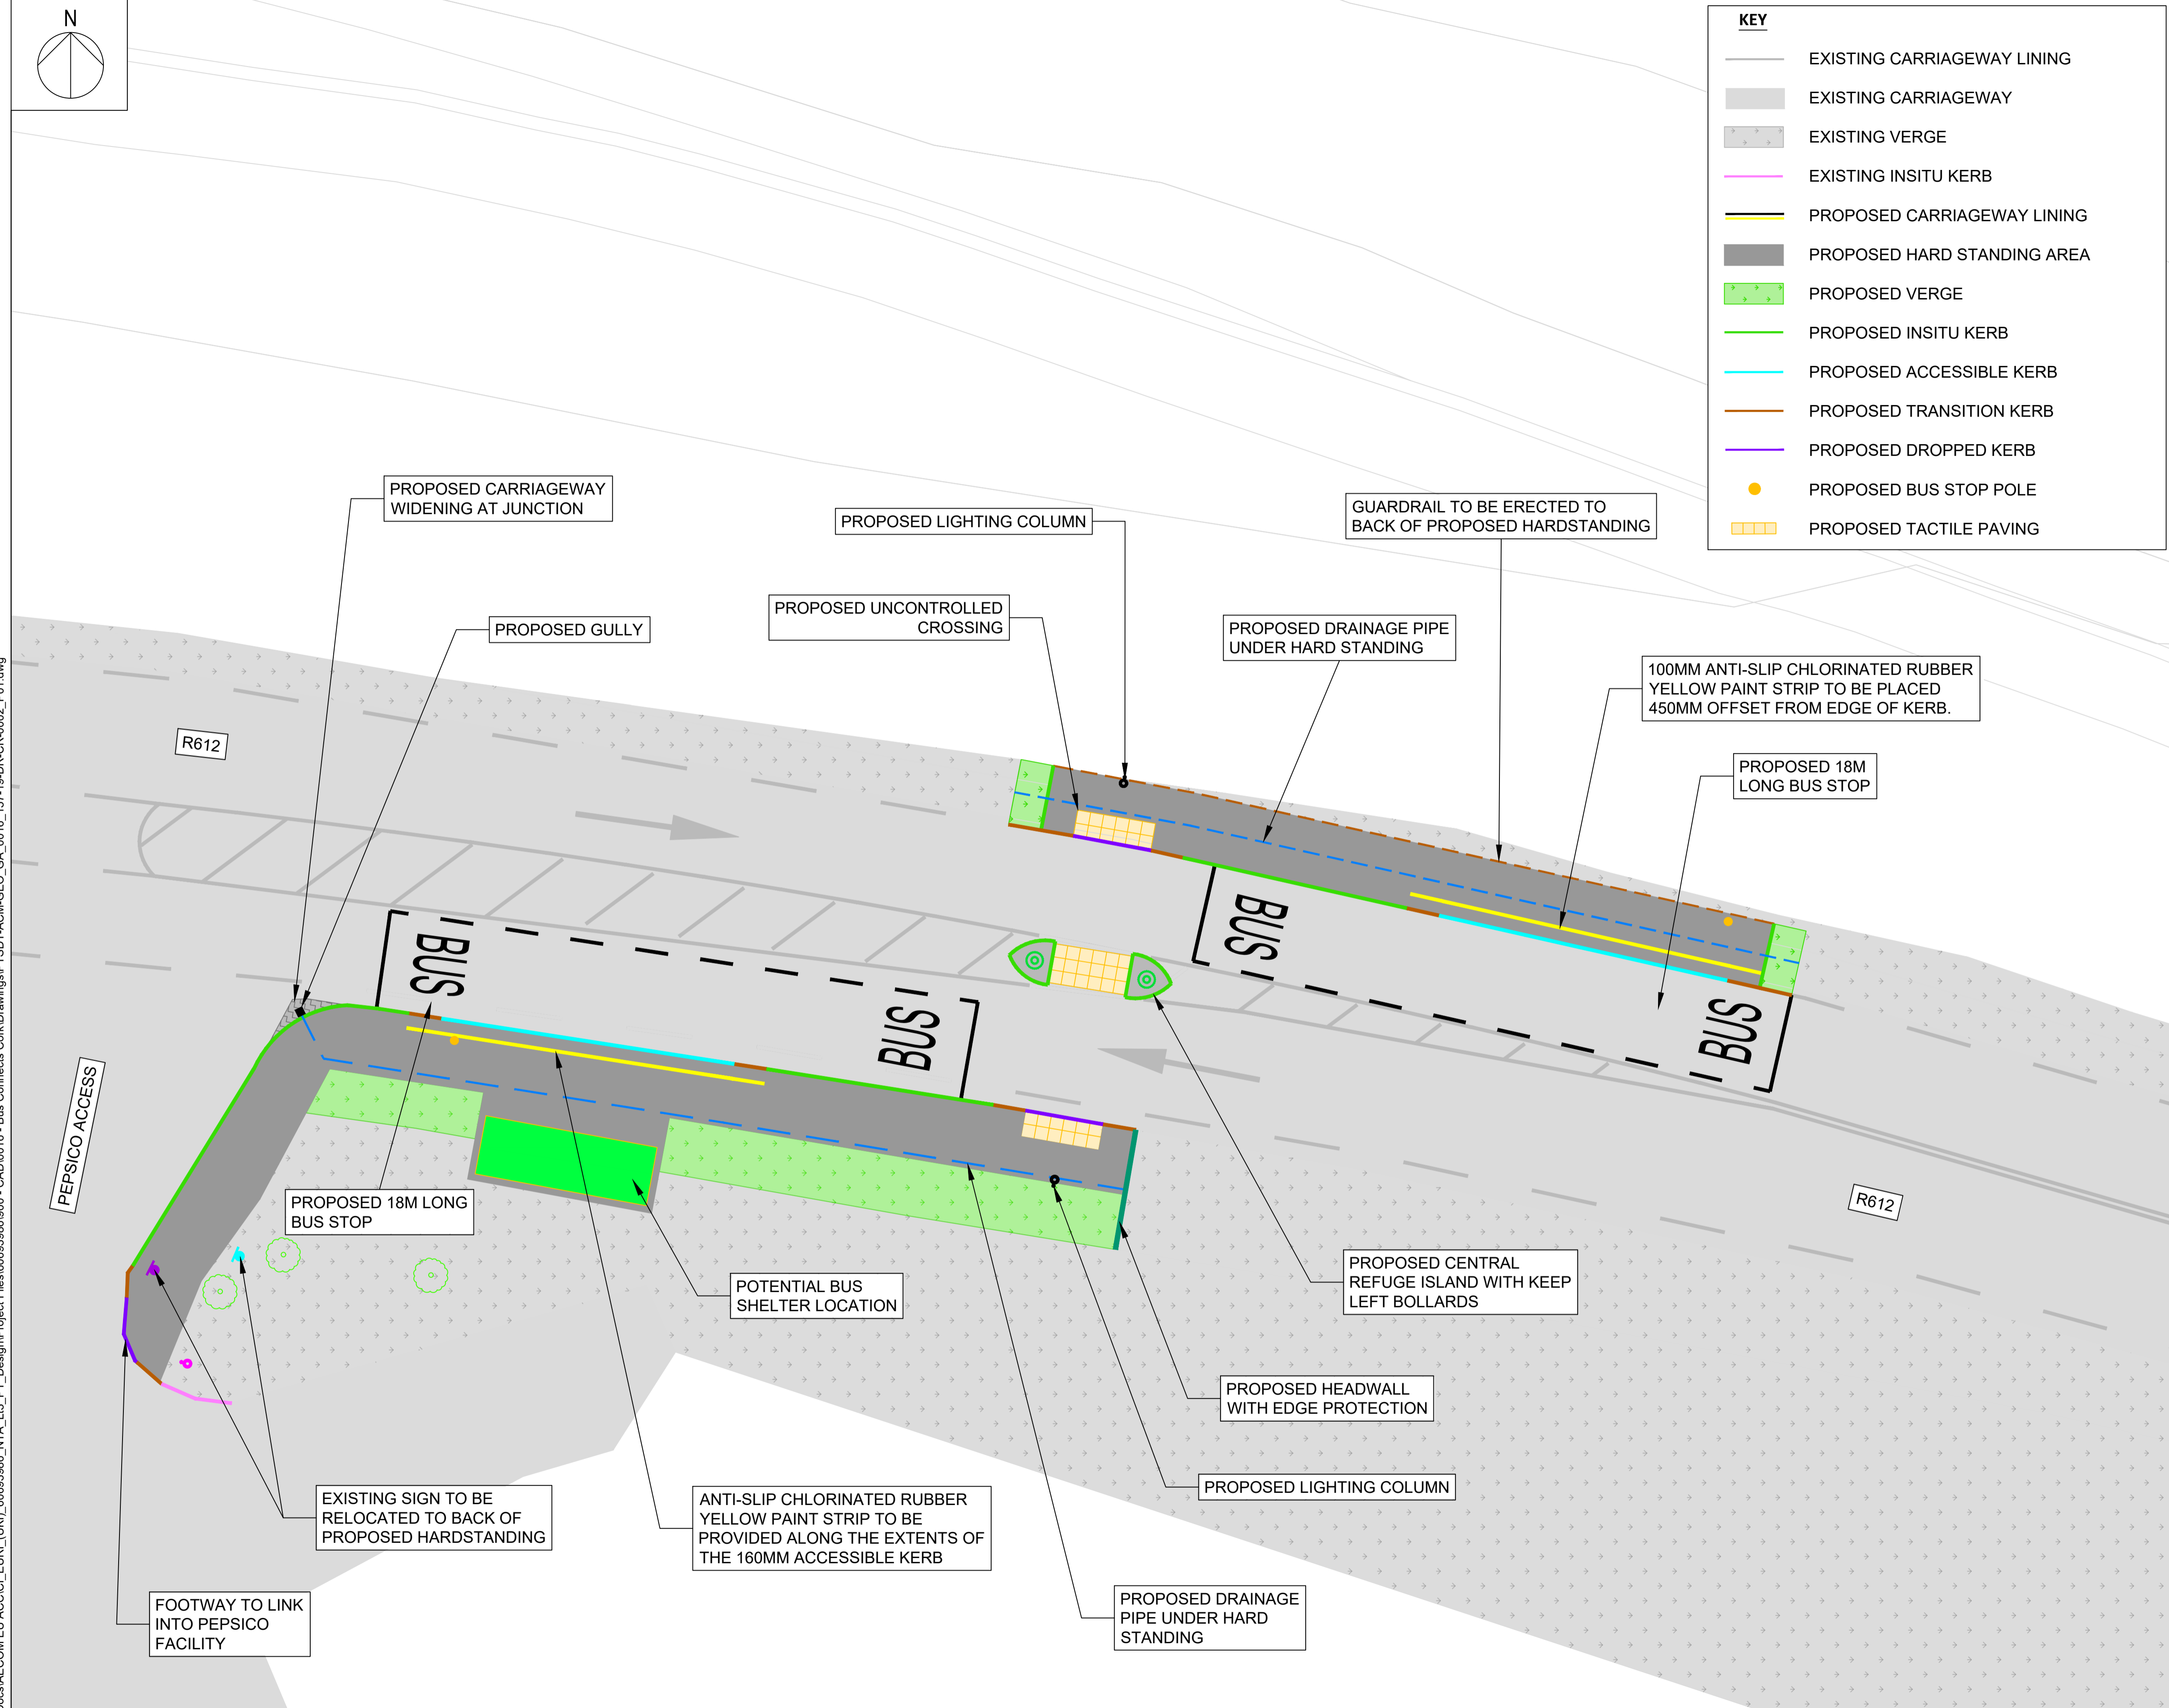 N
KEY
EXISTING CARRIAGEWAY LINING
EXISTING CARRIAGEWAY
EXISTING VERGE
EXISTING INSITU KERB
PROPOSED CARRIAGEWAY LINING
PROPOSED HARD STANDING AREA
PROPOSED VERGE
PROPOSED INSITU KERB
PROPOSED ACCESSIBLE KERB
PROPOSED TRANSITION KERB
PROPOSED DROPPED KERB
PROPOSED BUS STOP POLE
PROPOSED TACTILE PAVING
PROPOSED CARRIAGEWAY
WIDENING AT JUNCTION
PROPOSED LIGHTING COLUMN
GUARDRAIL TO BE ERECTED TO
BACK OF PROPOSED HARDSTANDING
PROPOSED UNCONTROLLED
CROSSING
PROPOSED GULLY
PROPOSED DRAINAGE PIPE
UNDER HARD STANDING
100MM ANTI-SLIP CHLORINATED RUBBER
YELLOW PAINT STRIP TO BE PLACED
450MM OFFSET FROM EDGE OF KERB.
R612
PROPOSED 18M
LONG BUS STOP
BUS
BUS
BUS
BUS
PEPSICO ACCESS
PROPOSED 18M LONG
BUS STOP
R612
POTENTIAL BUS
SHELTER LOCATION
PROPOSED CENTRAL
REFUGE ISLAND WITH KEEP
LEFT BOLLARDS
PROPOSED HEADWALL
WITH EDGE PROTECTION
PROPOSED LIGHTING COLUMN
EXISTING SIGN TO BE
RELOCATED TO BACK OF
PROPOSED HARDSTANDING
ANTI-SLIP CHLORINATED RUBBER
YELLOW PAINT STRIP TO BE
PROVIDED ALONG THE EXTENTS OF
THE 160MM ACCESSIBLE KERB
FOOTWAY TO LINK
INTO PEPSICO
FACILITY
PROPOSED DRAINAGE
PIPE UNDER HARD
STANDING